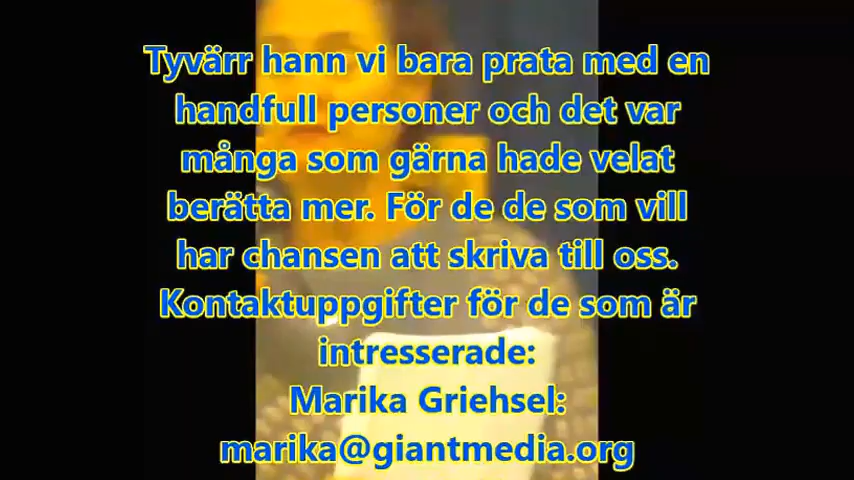 Tyvärr hann vi bara prata med en
handfull personer och det var
många som gärna hade velat
berätta mer. För de de som vill
har chansen att skriva till oss.
Kontaktuppgifter för de som är
intresserade:
Marika Griehsel:
marika@giantmedia.org